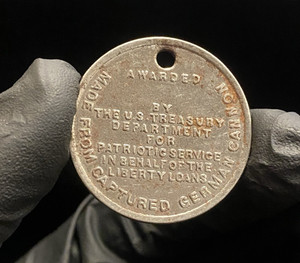 MADE FROM CAPTURED GERMAN CANNON
AWARDED
BY
THE U.S. TREASURY
DEPARTMENT
FOR
PATRIOTIC SERVICE
IN BEHALF OF THE
LIBERTY LOANS